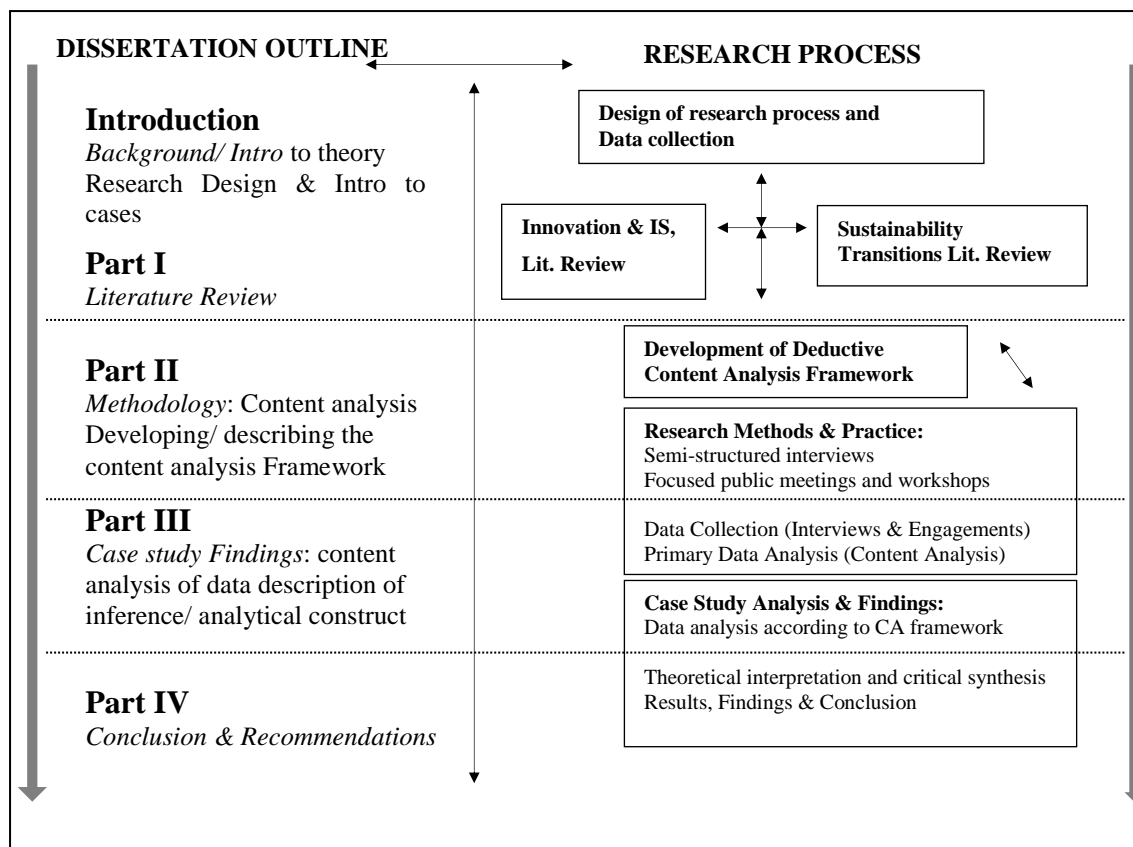 DISSERTATION OUTLINE
RESEARCH PROCESS
Introduction
Background/ Intro to theory
Research Design & Intro to
cases
Part I
Literature Review
Design of research process and
Data collection
Innovation & IS,
Lit. Review
Sustainability
Transitions Lit. Review
Part II
Methodology: Content analysis
Developing/ describing the
content analysis Framework
Development of Deductive
Content Analysis Framework
Research Methods & Practice:
Semi-structured interviews
Focused public meetings and workshops
Part III
Case study Findings: content
analysis of data description of
inference/ analytical construct
Data Collection (Interviews & Engagements)
Primary Data Analysis (Content Analysis)
Case Study Analysis & Findings:
Data analysis according to CA framework
Part IV
Conclusion & Recommendations
Theoretical interpretation and critical synthesis
Results, Findings & Conclusion